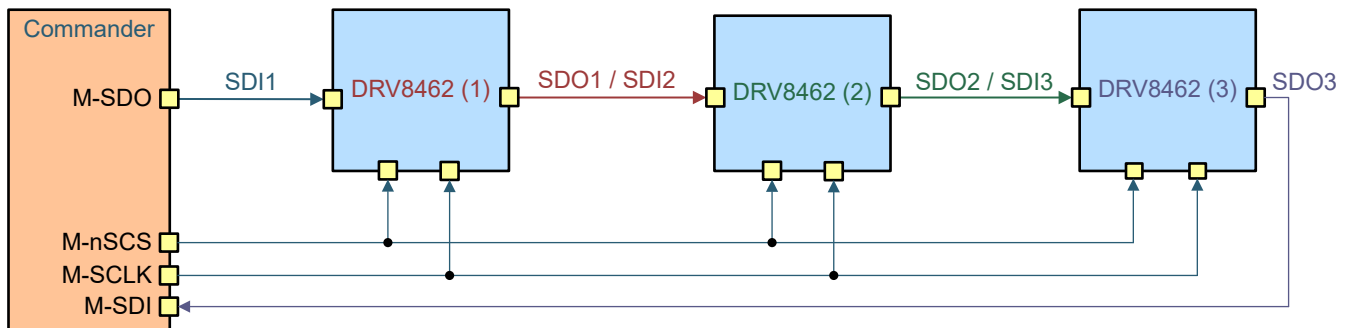 Commander
M-SDO
SDI1
DRV8462 (1)
SDO1 / SDI2
DRV8462 (2)
SDO2 / SDI3
DRV8462 (3)
SDO3
M-nSCS
M-SCLK
M-SDI